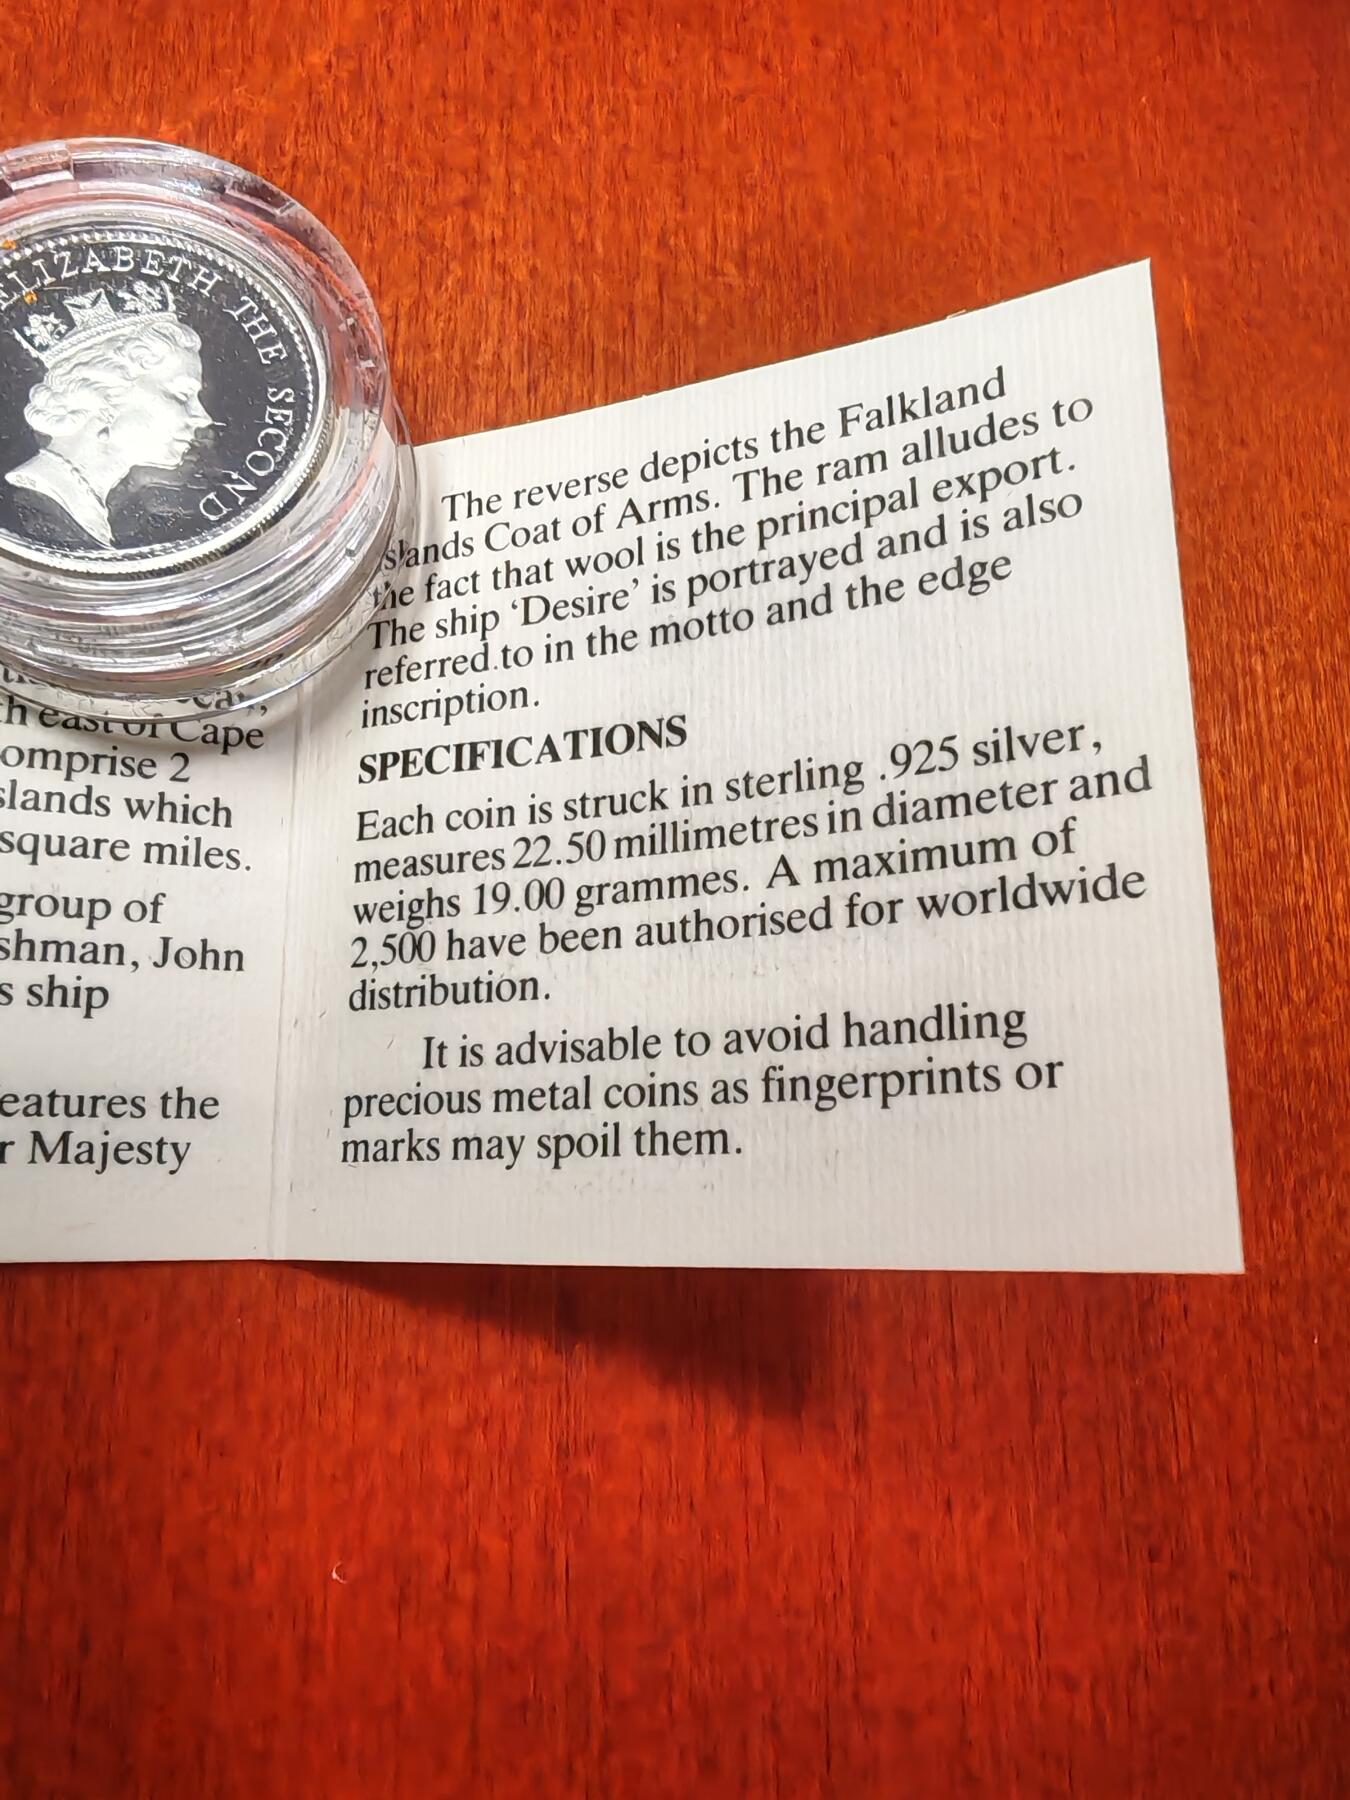 ELIZABETH THE SECOND
east of Cape
2
which
square miles.
group of
John
ship
the
Majesty
The reverse depicts the Falkland
Islands Coat of Arms. The ram alludes to
the fact that wool is the principal export.
The ship ‘Desire’ is portrayed and is also
referred.to in the motto and the edge
inscription.
SPECIFICATIONS
Each coin is struck in sterling .925 silver,
measures 22.50 millimetres in diameter and
weighs 19.00 grammes. A maximum of
2,500 have been authorised for worldwide
distribution.
It is advisable to avoid handling
precious metal coins as fingerprints or
marks may spoil them.